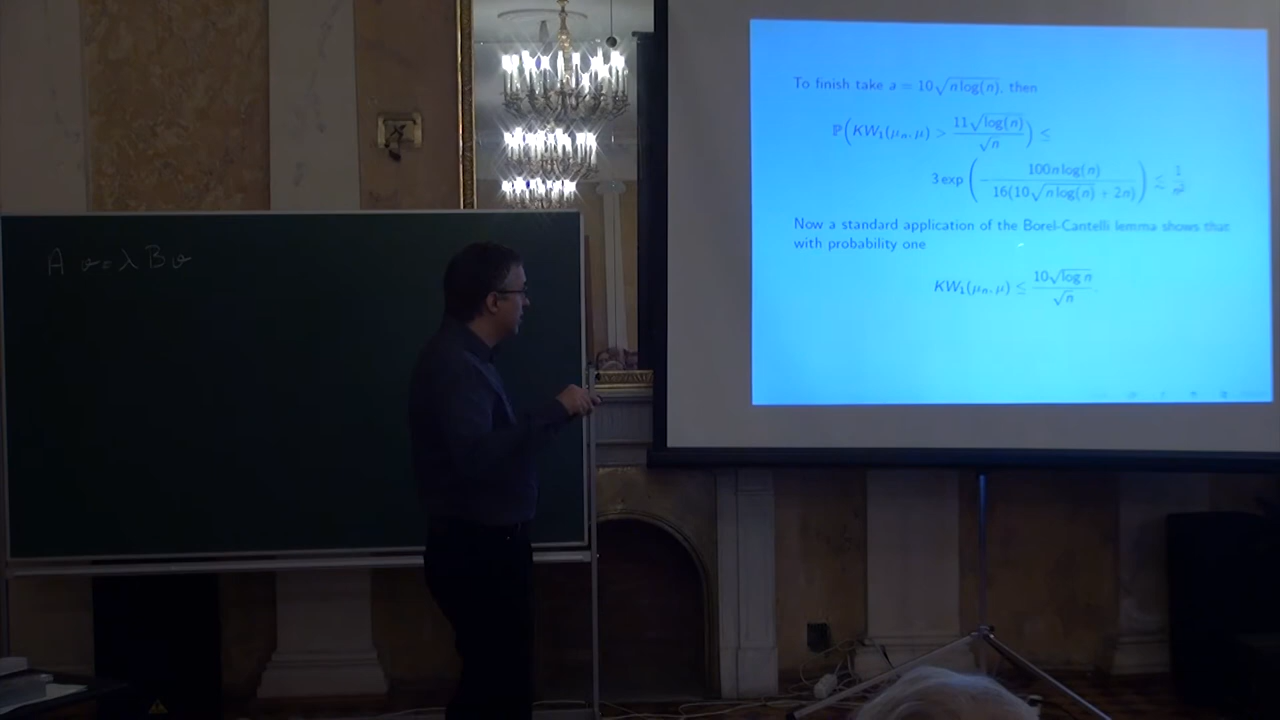 A v = λ B v
To finish take a = 10√(n log(n)), then
ℙ(KW₁(μₙ, μ) > 11√log(n) / √n) ≤
3 exp(−100n log(n) / 16(10√(n log(n)) + 2n)) ≲ 1/n³
Now a standard application of the Borel-Cantelli lemma shows that
with probability one
KW₁(μₙ, μ) ≤ 10√log n / √n.